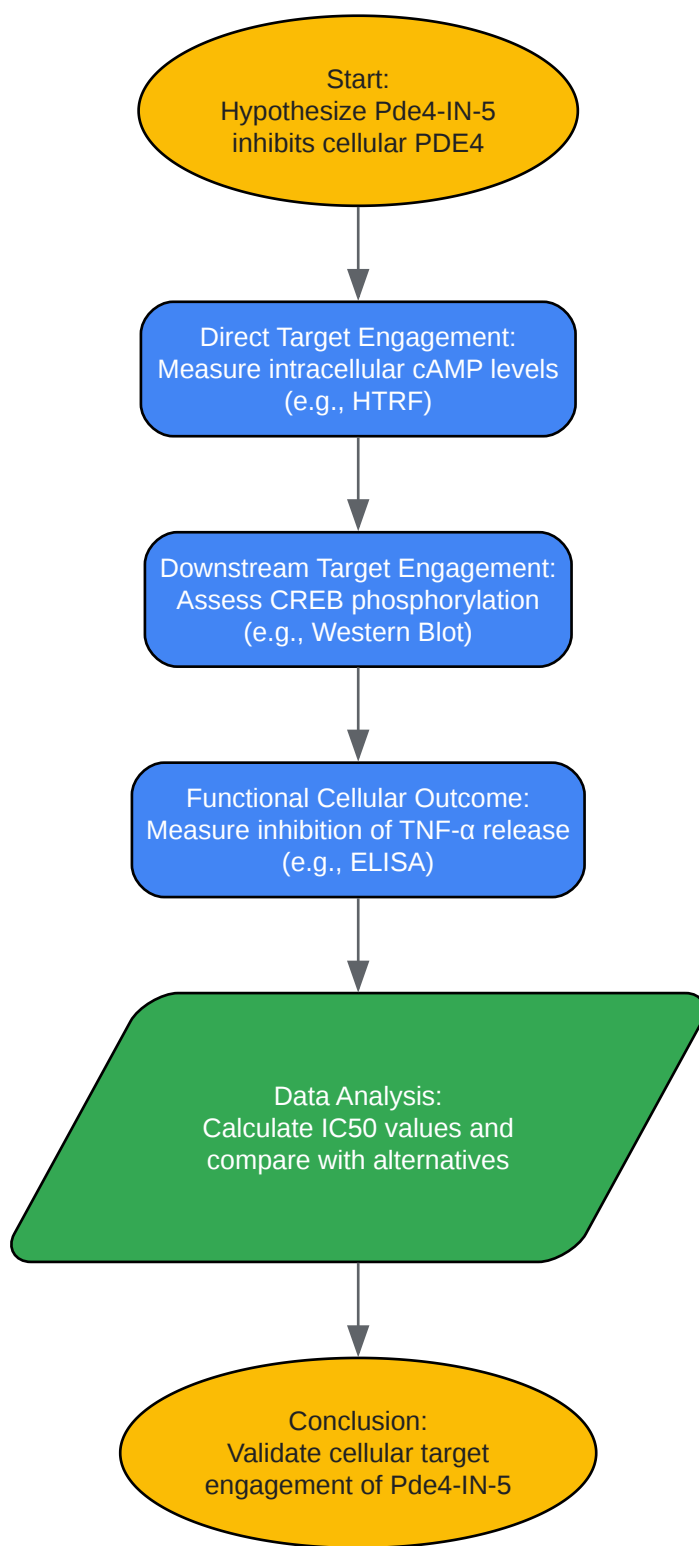 Start:
Hypothesize Pde4-IN-5
inhibits cellular PDE4
Direct Target Engagement:
Measure intracellular cAMP levels
(e.g., HTRF)
Downstream Target Engagement:
Assess CREB phosphorylation
(e.g., Western Blot)
Functional Cellular Outcome:
Measure inhibition of TNF-α release
(e.g., ELISA)
Data Analysis:
Calculate IC50 values and
compare with alternatives
Conclusion:
Validate cellular target
engagement of Pde4-IN-5